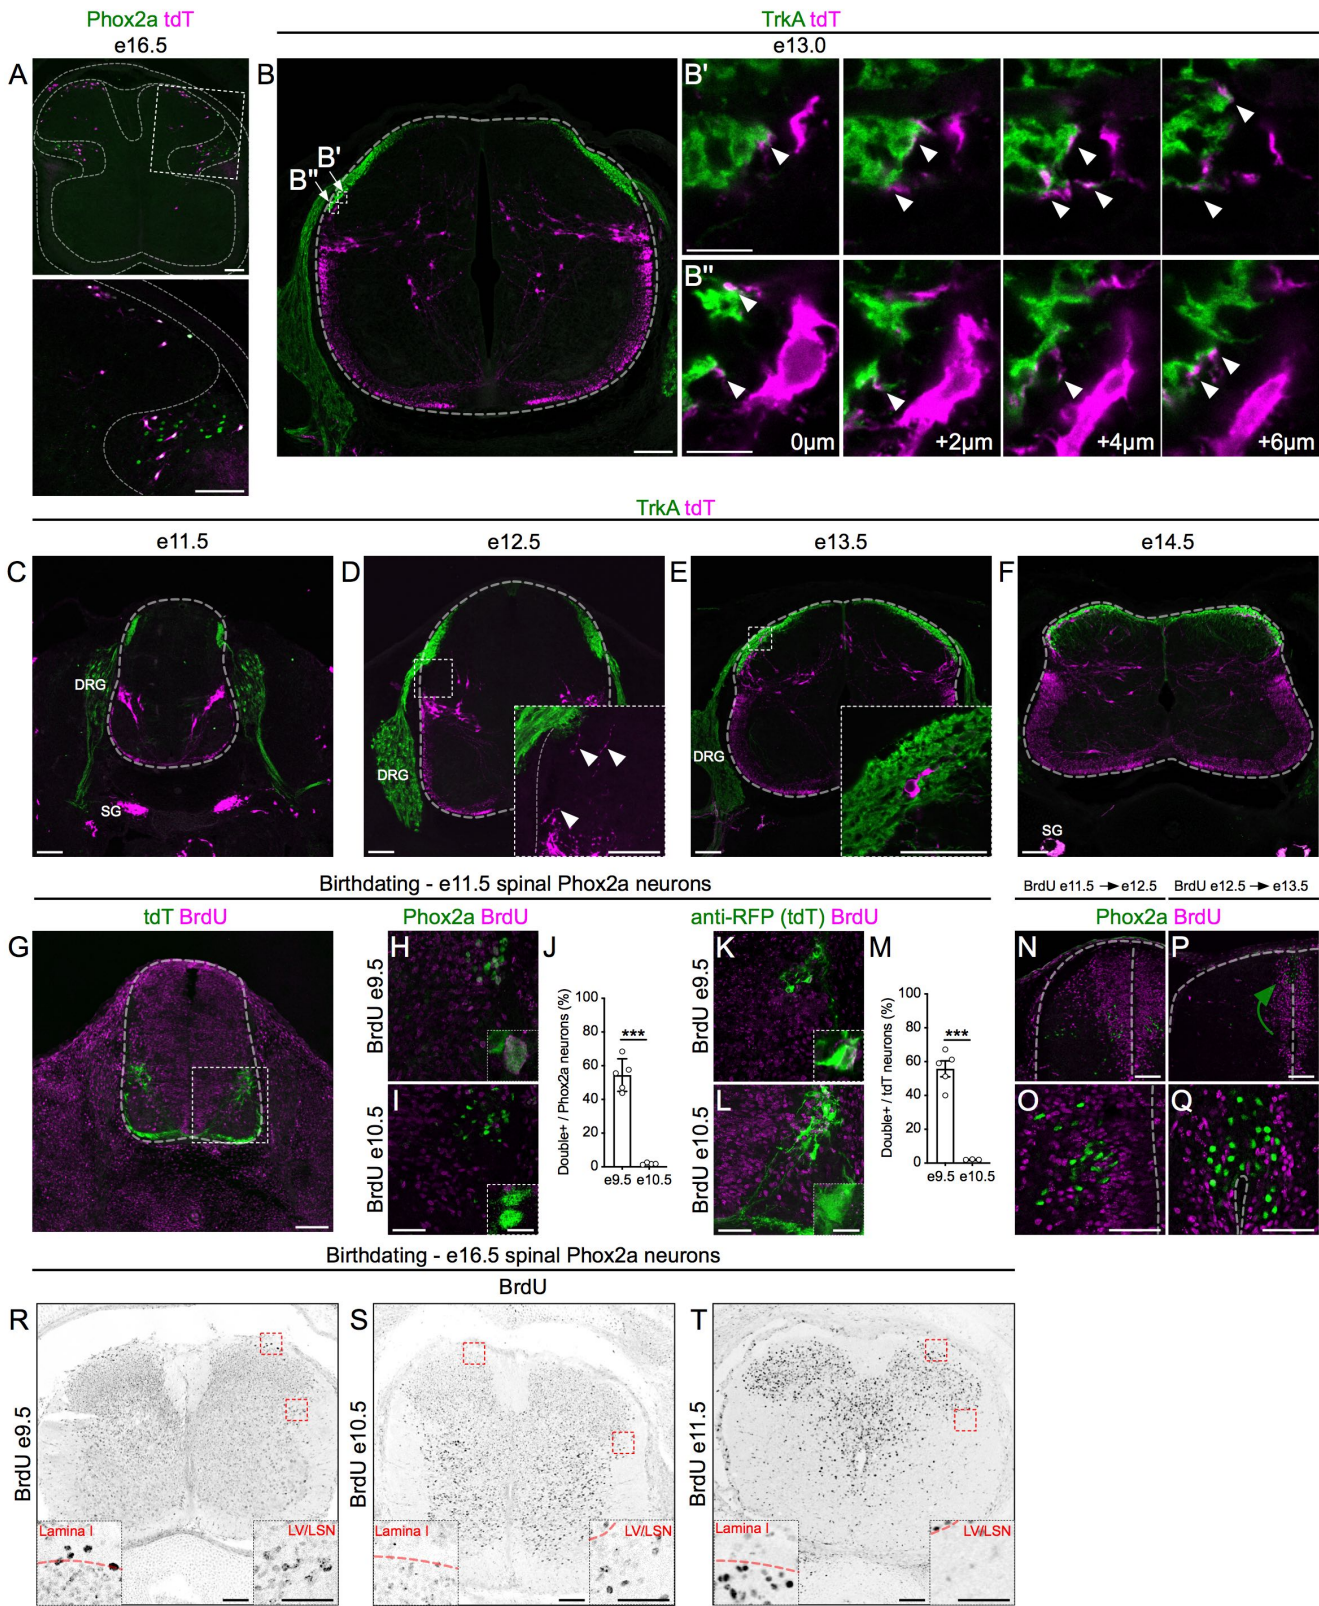 Phox2a tdT
e16.5
TrkA tdT
e13.0
A
B
B'
B"
B'
B"
0µm
+2µm
+4µm
+6µm
TrkA tdT
e11.5
e12.5
e13.5
e14.5
C
D
E
F
DRG
SG
DRG
DRG
SG
Birthdating - e11.5 spinal Phox2a neurons
BrdU e11.5 → e12.5
BrdU e12.5 → e13.5
tdT BrdU
Phox2a BrdU
anti-RFP (tdT) BrdU
Phox2a BrdU
G
H
BrdU e9.5
I
BrdU e10.5
J
Double+ / Phox2a neurons (%)
100
80
60
40
20
0
***
e9.5 e10.5
K
BrdU e9.5
L
BrdU e10.5
M
Double+ / tdT neurons (%)
100
80
60
40
20
0
***
e9.5 e10.5
N
P
O
Q
Birthdating - e16.5 spinal Phox2a neurons
BrdU
R
BrdU e9.5
Lamina I
LV/LSN
S
BrdU e10.5
Lamina I
LV/LSN
T
BrdU e11.5
Lamina I
LV/LSN